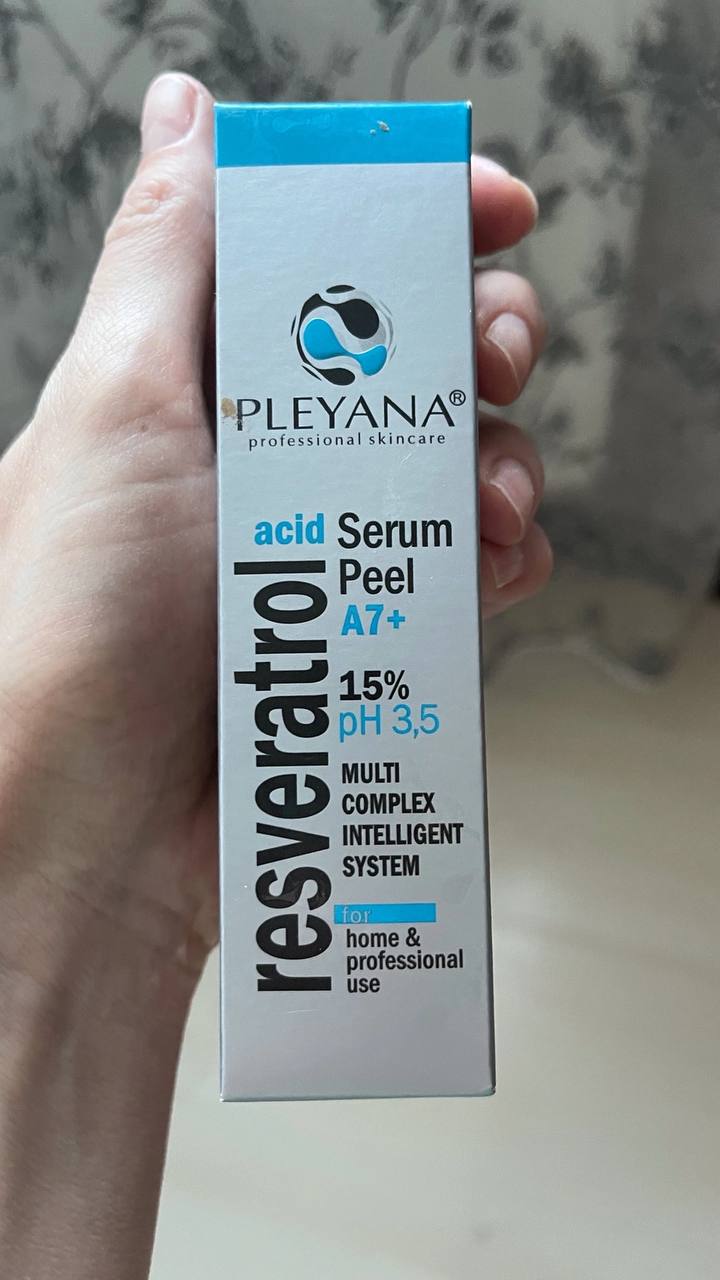 PLEYANA®
professional skincare
acid Serum
Peel
A7+
resveratrol
15%
pH 3,5
MULTI
COMPLEX
INTELLIGENT
SYSTEM
for
home &
professional
use